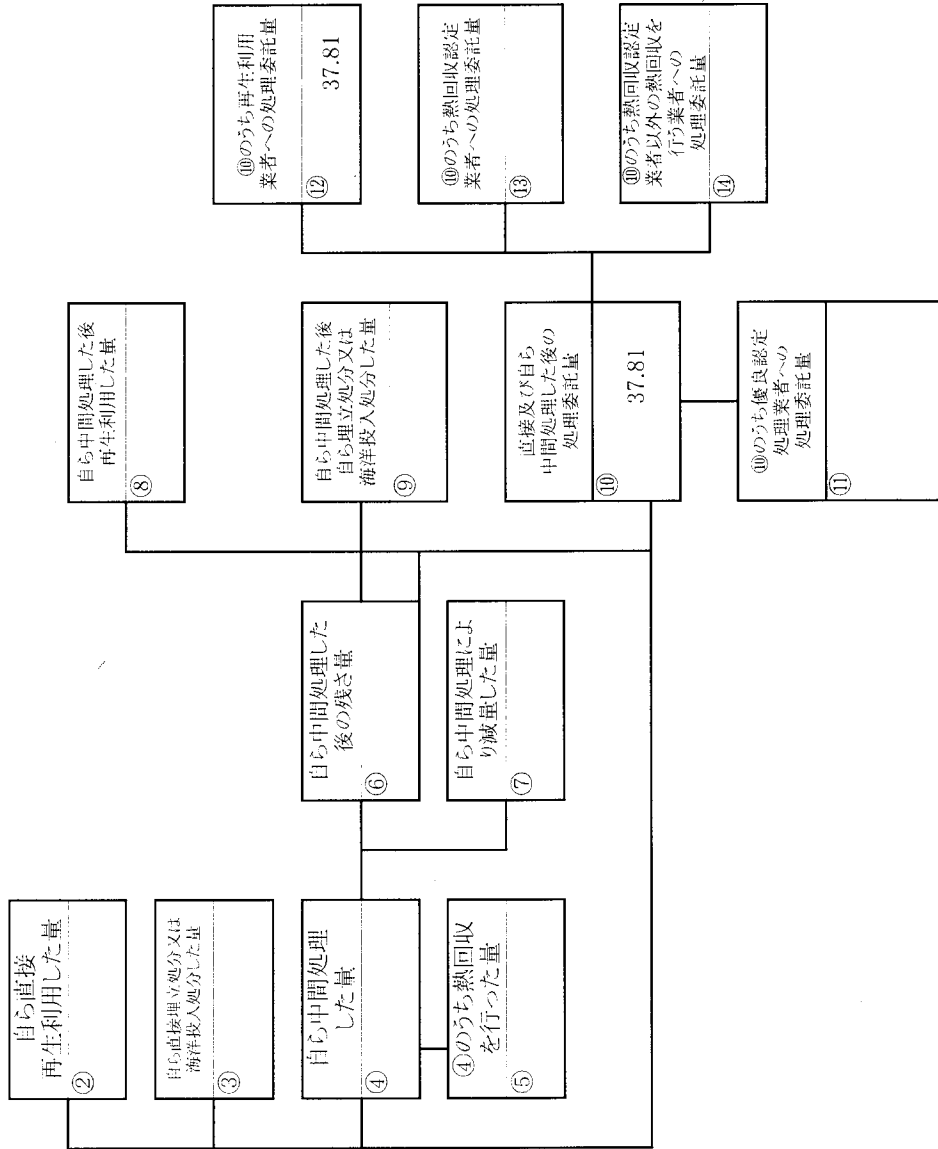 自ら直接
再生利用した量
②
自ら直接埋立処分又は
海洋投入処分した量
③
自ら中間処理
した量
④
④のうち熱回収
を行った量
⑤
自ら中間処理した
後の残さ量
⑥
自ら中間処理によ
り減量した量
⑦
自ら中間処理した後
再生利用した量
⑧
自ら中間処理した後
自ら埋立処分又は
海洋投入処分した量
⑨
直接及び自ら
中間処理した後の
処理委託量
⑩
37.81
⑩のうち優良認定
処理業者への
処理委託量
⑪
⑩のうち再生利用
業者への処理委託量
⑫
37.81
⑩のうち熱回収認定
業者への処理委託量
⑬
⑩のうち熱回収認定
業者以外の熱回収を
行う業者への
処理委託量
⑭